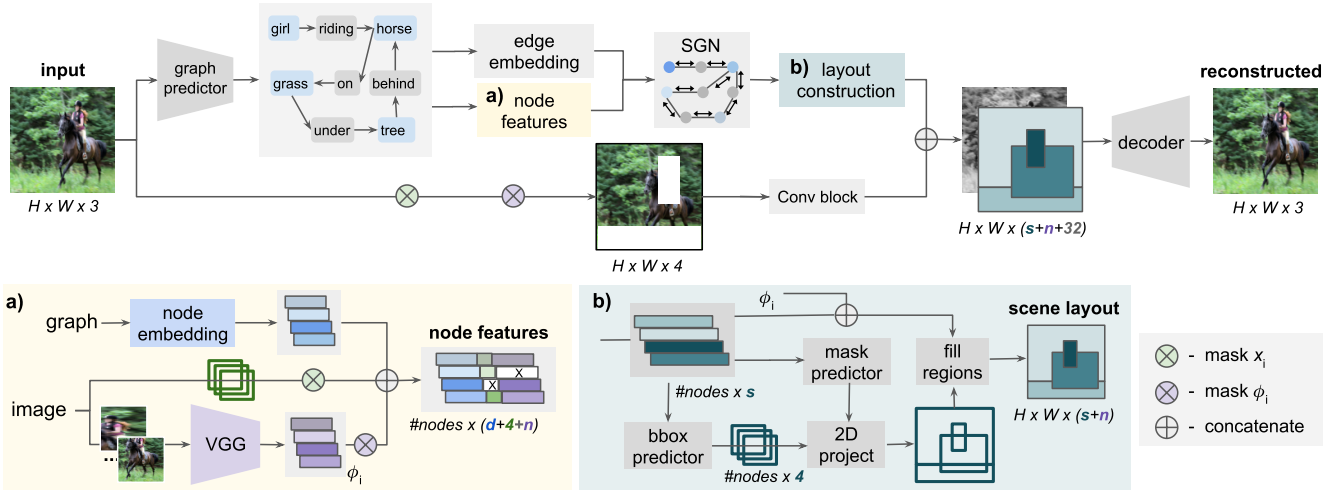 input
H x W x 3
graph
predictor
girl
riding
horse
grass
on
behind
under
tree
edge
embedding
a)
node
features
SGN
b)
layout
construction
H x W x 4
Conv block
H x W x (s+n+32)
decoder
reconstructed
H x W x 3
a)
graph
node
embedding
image
...
VGG
ϕi
node features
X
X
#nodes x (d+4+n)
b)
ϕi
#nodes x s
mask
predictor
fill
regions
bbox
predictor
#nodes x 4
2D
project
scene layout
H x W x (s+n)
- mask xi
- mask ϕi
- concatenate